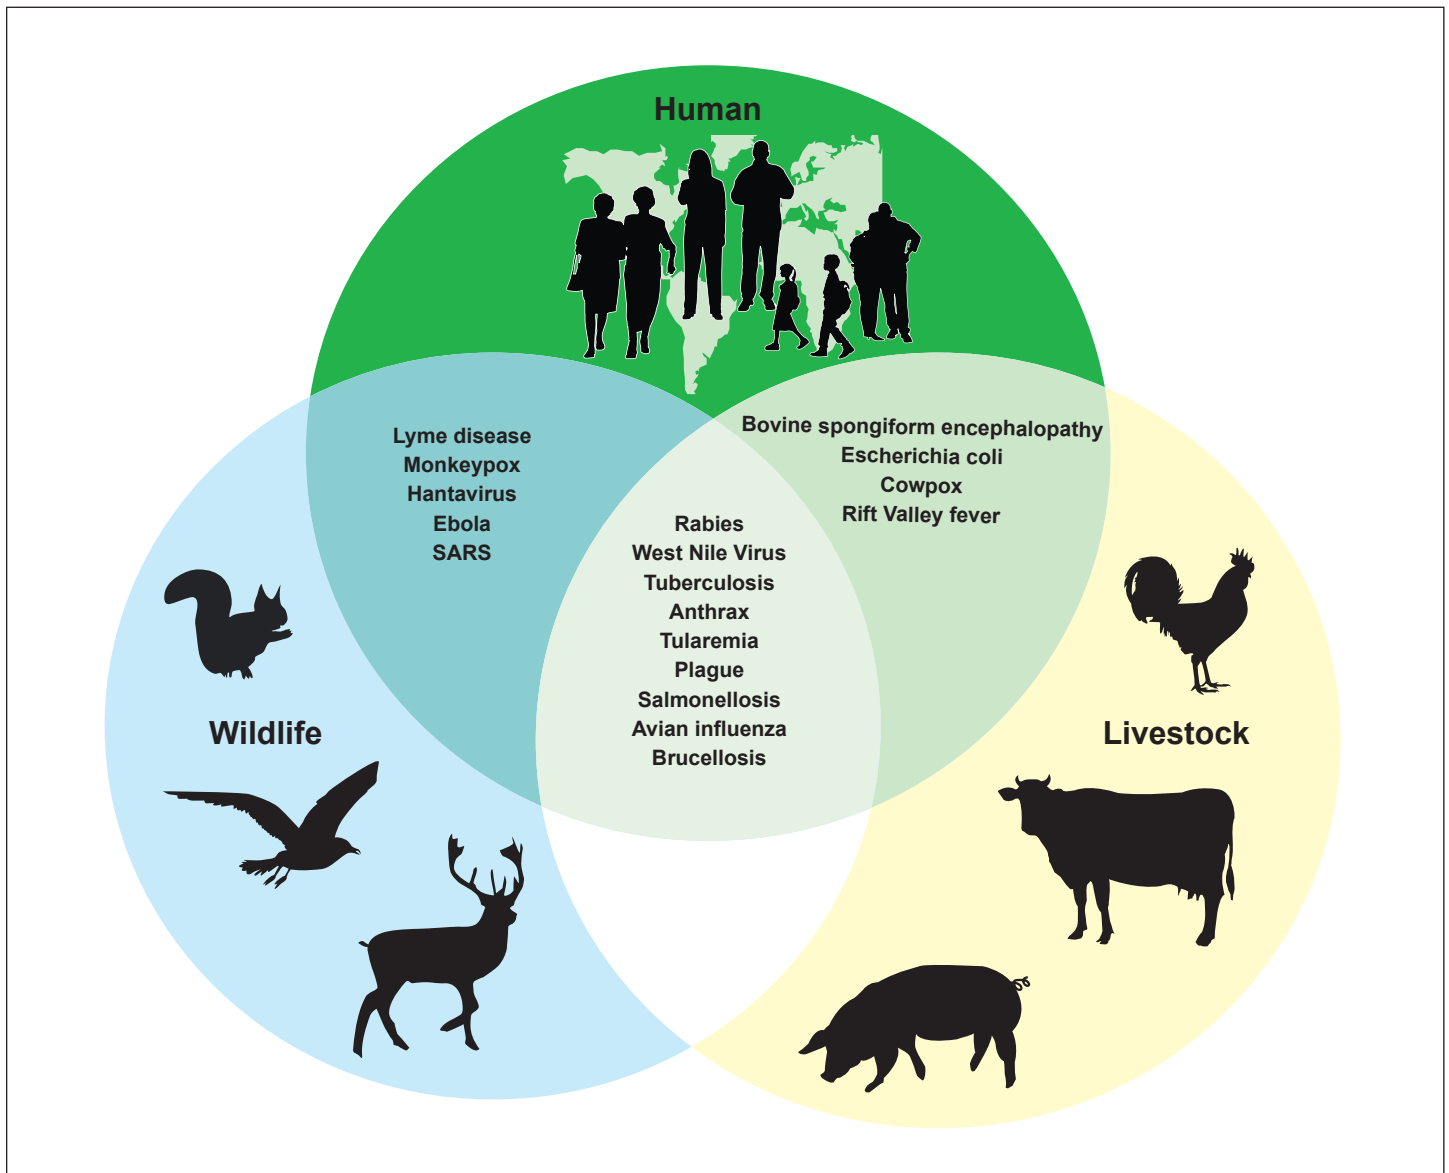 Human
Lyme disease
Monkeypox
Hantavirus
Ebola
SARS
Bovine spongiform encephalopathy
Escherichia coli
Cowpox
Rift Valley fever
Rabies
West Nile Virus
Tuberculosis
Anthrax
Tularemia
Plague
Salmonellosis
Avian influenza
Brucellosis
Wildlife
Livestock